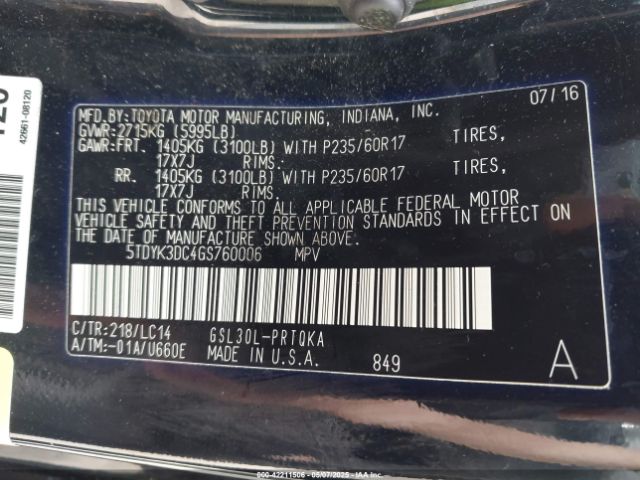 42661-08120
MFD.BY:TOYOTA MOTOR MANUFACTURING, INDIANA, INC. 07/16
GVWR:2715KG (5995LB)
GAWR:FRT. 1405KG (3100LB) WITH P235/60R17 TIRES,
17X7J RIMS.
RR. 1405KG (3100LB) WITH P235/60R17 TIRES,
17X7J RIMS.
THIS VEHICLE CONFORMS TO ALL APPLICABLE FEDERAL MOTOR
VEHICLE SAFETY AND THEFT PREVENTION STANDARDS IN EFFECT ON
THE DATE OF MANUFACTURE SHOWN ABOVE.
5TDYK3DC4GS760006 MPV
C/TR:218/LC14 GSL30L-PRTQKA
A/TM:-01A/U660E MADE IN U.S.A. 849 A
000-42211506 - 05/07/2025 - IAA Inc.